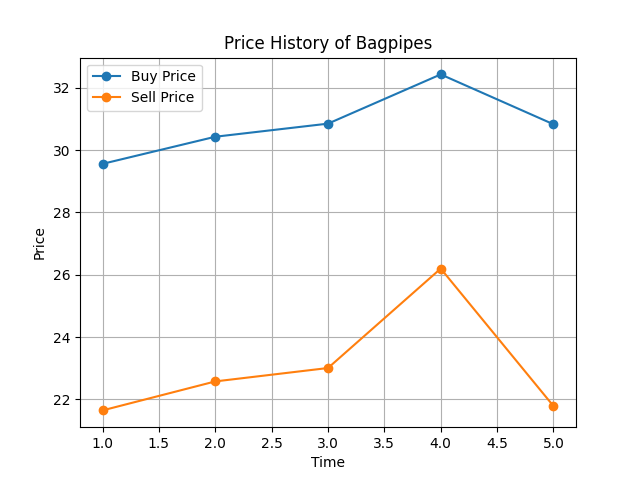 Price History of Bagpipes
Buy Price
Sell Price
Price
32
30
28
26
24
22
1.0 1.5 2.0 2.5 3.0 3.5 4.0 4.5 5.0
Time